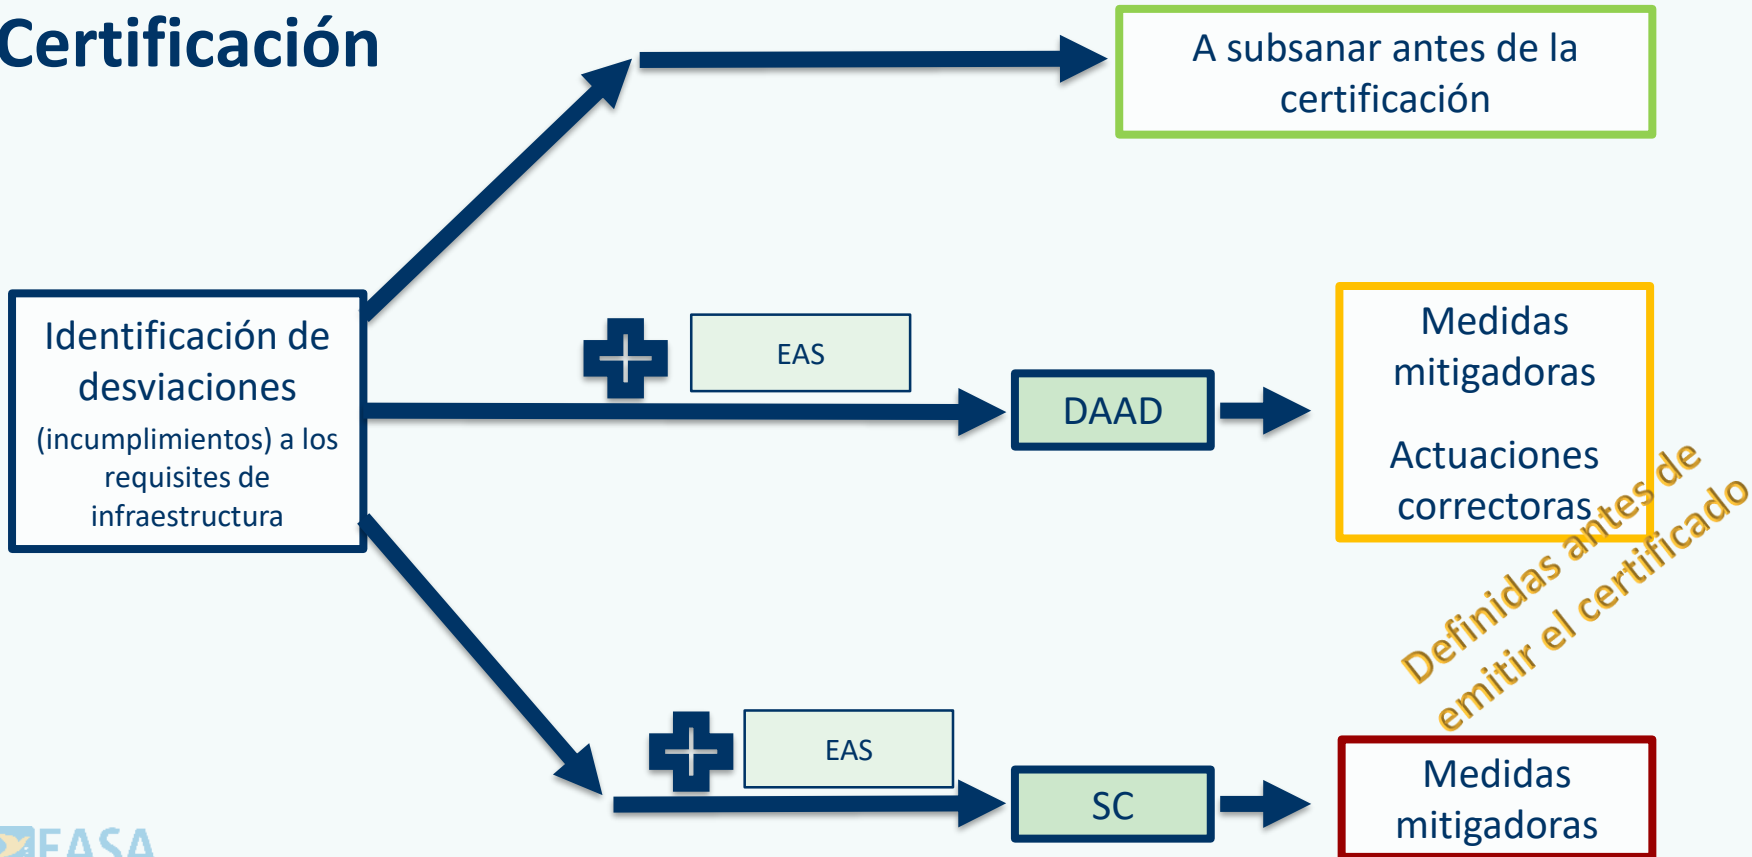 Certificación
A subsanar antes de la
certificación
Identificación de
desviaciones
(incumplimientos) a los
requisites de
infraestructura
EAS
DAAD
Medidas
mitigadoras
Actuaciones
correctoras
Definidas antes de
emitir el certificado
EAS
SC
Medidas
mitigadoras
EASA